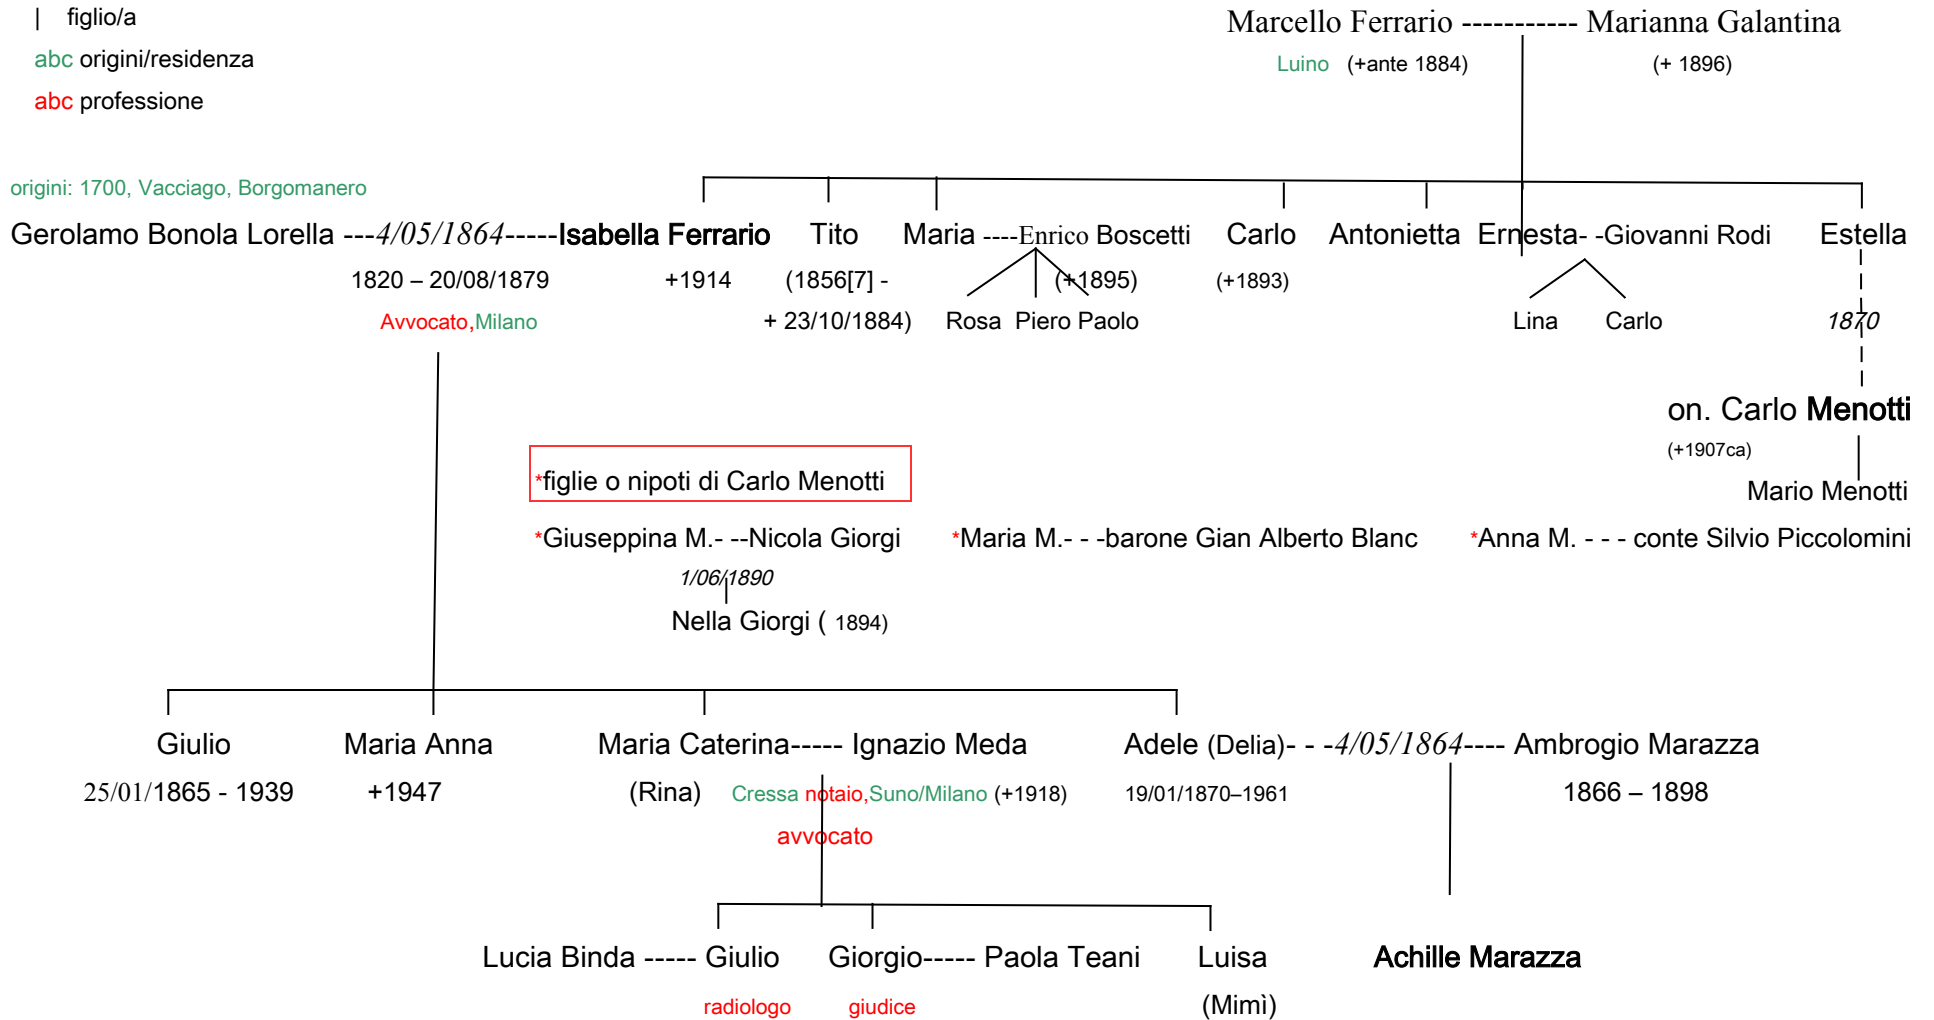 | figlio/a
Marcello Ferrario ----------- Marianna Galantina
abc origini/residenza
Luino (+ante 1884) (+ 1896)
abc professione
origini: 1700, Vacciago, Borgomanero
Gerolamo Bonola Lorella ---4/05/1864-----Isabella Ferrario Tito Maria ----Enrico Boscetti Carlo Antonietta Ernesta- -Giovanni Rodi Estella
1820 – 20/08/1879 +1914 (1856[7] - (+1895) (+1893)
Avvocato,Milano + 23/10/1884) Rosa Piero Paolo Lina Carlo 1870
on. Carlo Menotti
(+1907ca)
*figlie o nipoti di Carlo Menotti
Mario Menotti
*Giuseppina M.- --Nicola Giorgi *Maria M.- - -barone Gian Alberto Blanc *Anna M. - - - conte Silvio Piccolomini
1/06/1890
Nella Giorgi ( 1894)
Giulio Maria Anna Maria Caterina----- Ignazio Meda Adele (Delia)- - -4/05/1864---- Ambrogio Marazza
25/01/1865 - 1939 +1947 (Rina) Cressa notaio,Suno/Milano (+1918) 19/01/1870–1961 1866 – 1898
avvocato
Lucia Binda ----- Giulio Giorgio----- Paola Teani Luisa Achille Marazza
radiologo giudice (Mimì)